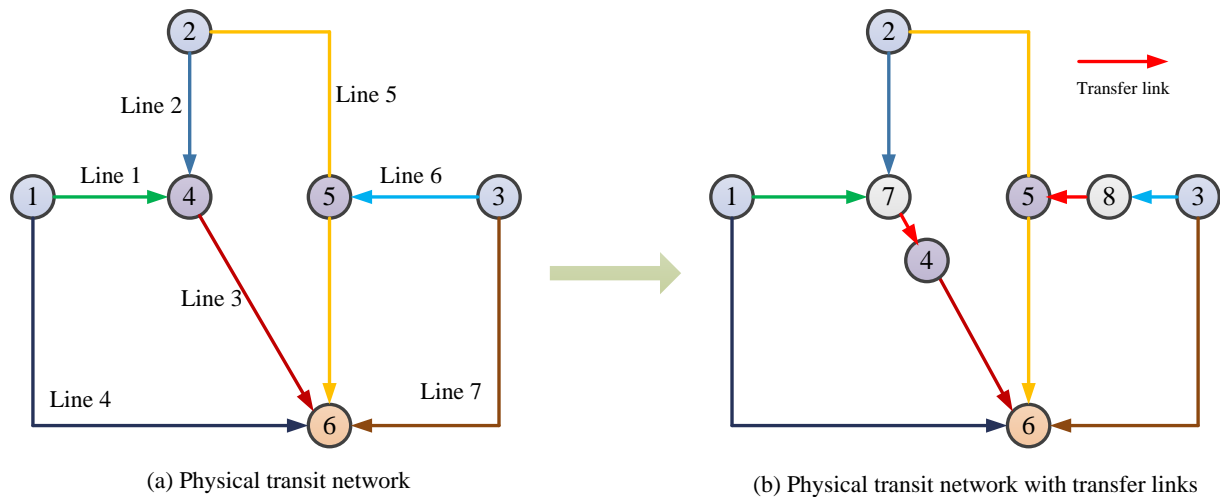 2
Line 2
Line 5
1
Line 1
4
5
Line 6
3
Line 3
Line 4
Line 7
6
(a) Physical transit network
2
Transfer link
1
7
5
8
3
4
6
(b) Physical transit network with transfer links